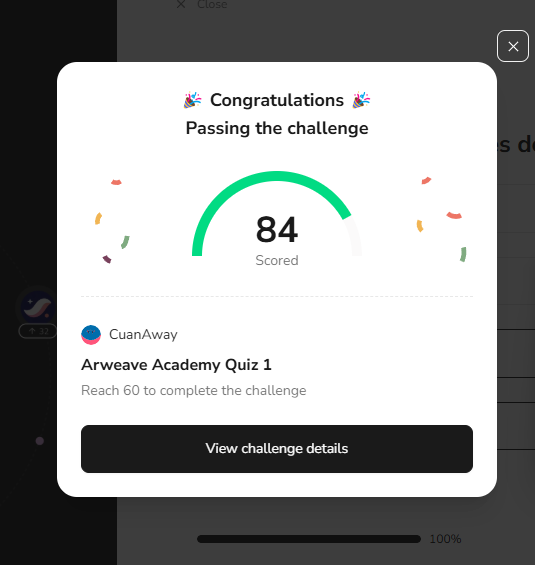 Close
Congratulations
Passing the challenge
84
Scored
CuanAway
Arweave Academy Quiz 1
Reach 60 to complete the challenge
View challenge details
32
100%